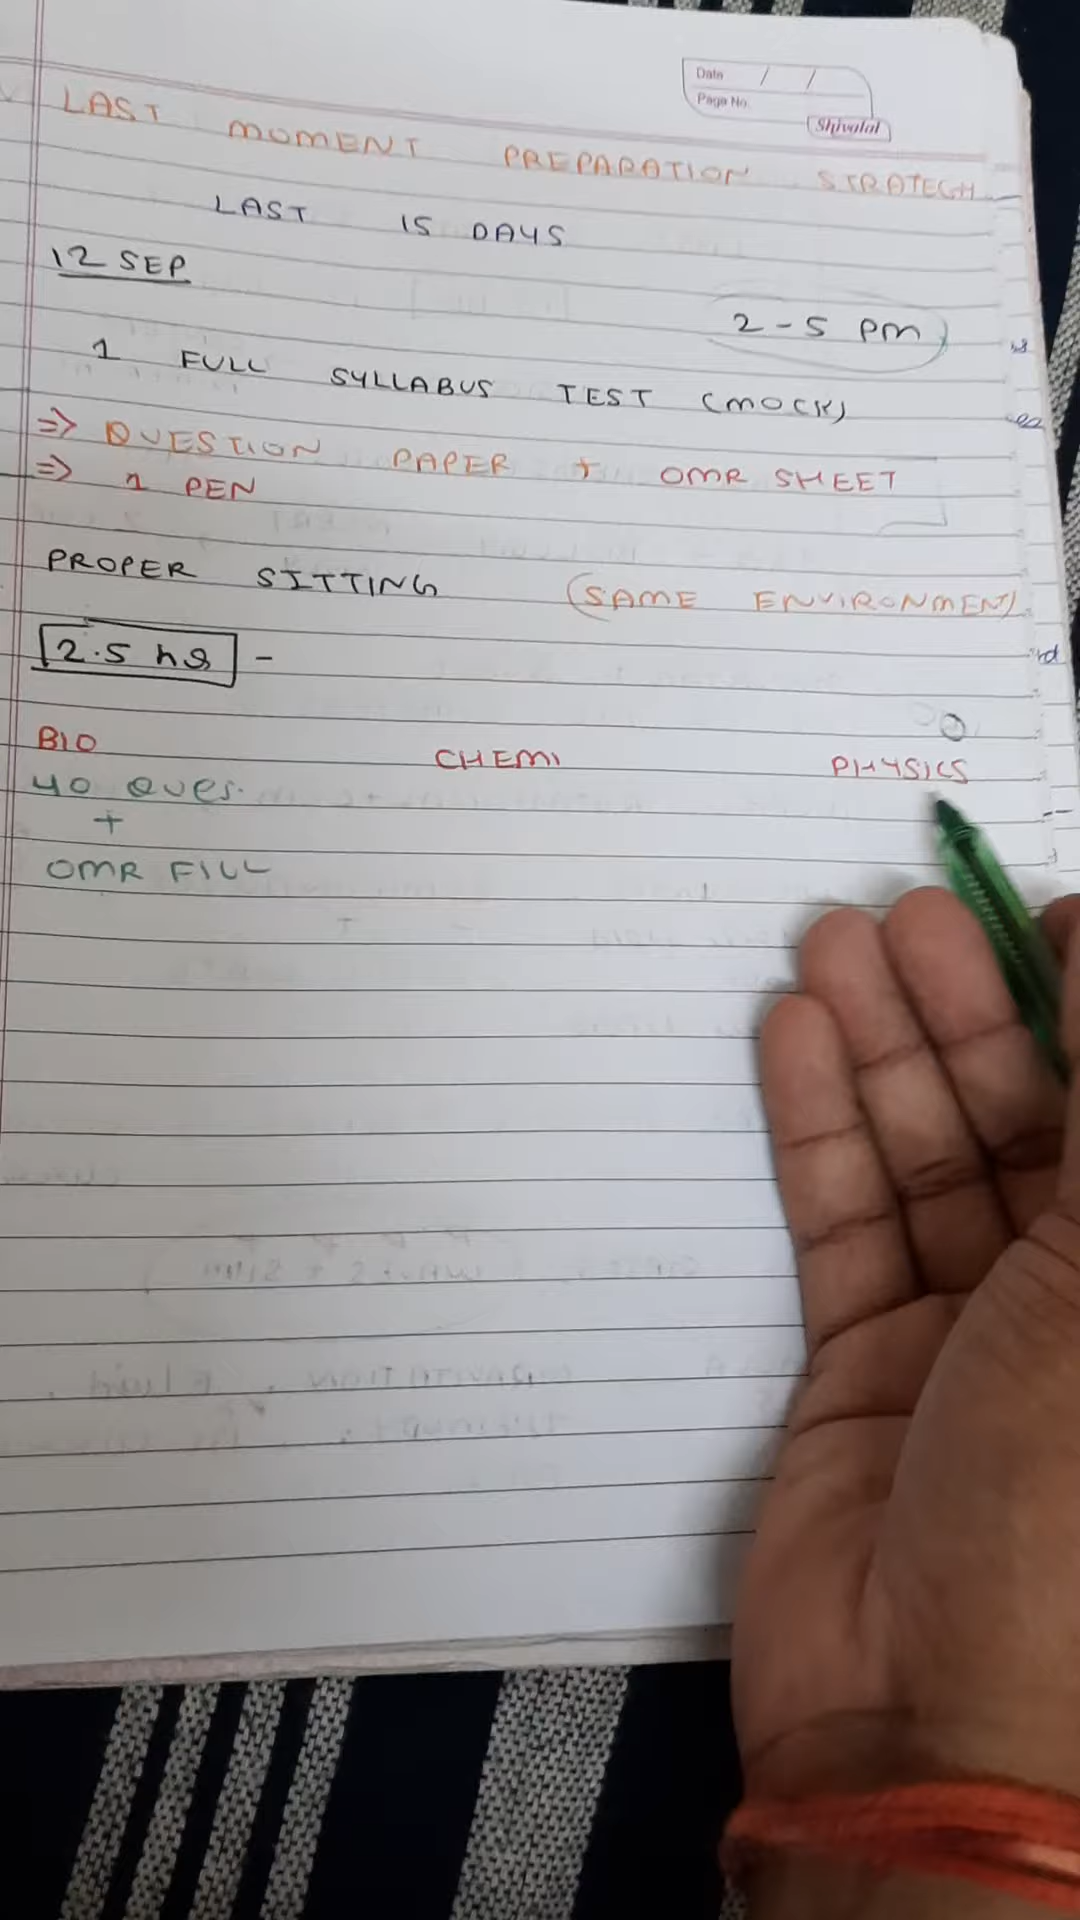 Date / /
Page No.
Shivalal
LAST MOMENT PREPARATION STRATEGY
LAST 15 DAYS
12 SEP
2-5 pm
1 FULL SYLLABUS TEST (MOCK)
=> QUESTION PAPER + OMR SHEET
=> 1 PEN
PROPER SITTING (SAME ENVIRONMENT)
2.5 hs -
BIO CHEMI PHYSICS
40 Ques.
+
OMR FILL